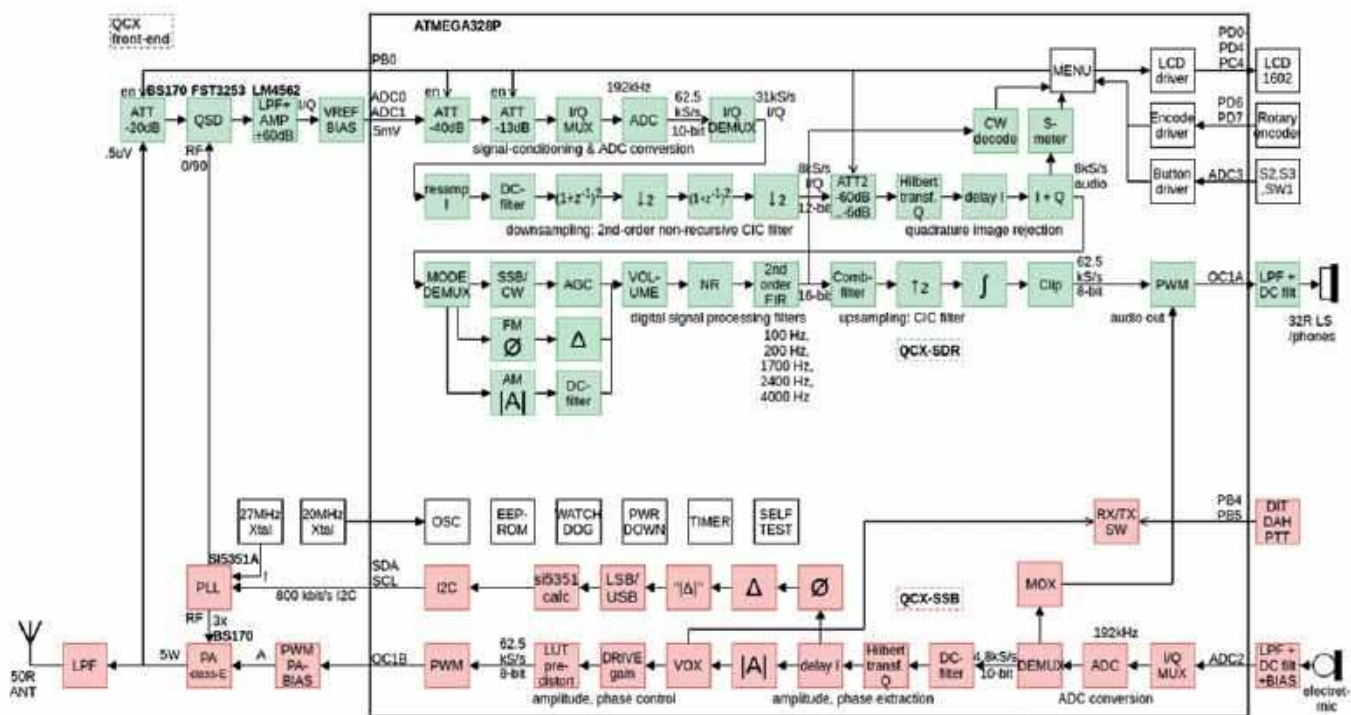 QCX
front-end
ATMEGA328P
PB0
PD0
PD4
PC4
MENU
LCD
driver
LCD
1602
en
BS170 FST3253 LM4562
ATT
-20dB
QSD
LPF+
AMP
+60dB
I/Q
VREF
BIAS
ADC0
ADC1
5mV
en
ATT
-40dB
en
ATT
-13dB
I/Q
MUX
192kHz
ADC
62.5
kS/s
10-bit
I/Q
DEMUX
31kS/s
I/Q
CW
decode
S-
meter
Encode
driver
PD6
PD7
Rotary
encoder
.5uV
RF
0/90
signal-conditioning & ADC conversion
resamp
I
DC-
filter
(1+z⁻¹)²
↓2
(1+z⁻¹)²
↓2
8kS/s
I/Q
12-bit
ATT2
-60dB
..-6dB
Hilbert
transf.
Q
delay I
I + Q
8kS/s
audio
Button
driver
ADC3
S2,S3
,SW1
downsampling: 2nd-order non-recursive CIC filter
quadrature image rejection
MODE
DEMUX
SSB/
CW
AGC
VOL-
UME
NR
2nd
order
FIR
16-bit
Comb-
filter
↑2
∫
Clip
62.5
kS/s
8-bit
PWM
OC1A
LPF +
DC filt
digital signal processing filters
upsampling: CIC filter
audio out
32R LS
/phones
FM
Ø
Δ
100 Hz,
200 Hz,
1700 Hz,
2400 Hz,
4000 Hz
QCX-SDR
AM
|A|
DC-
filter
27MHz
Xtal
20MHz
Xtal
OSC
EEP-
ROM
WATCH
DOG
PWR
DOWN
TIMER
SELF
TEST
RX/TX
SW
PB4
PB5
DIT
DAH
PTT
SI5351A
PLL
f
SDA
SCL
800 kbit/s I2C
I2C
si5351
calc
LSB/
USB
"|Δ|"
Δ
Ø
QCX-SSB
MOX
RF
3x
BS170
50R
ANT
LPF
5W
PA
class-E
A
PWM
PA-
BIAS
OC1B
PWM
62.5
kS/s
8-bit
LUT
pre-
distort
DRIVE
gain
VOX
|A|
delay I
Hilbert
transf.
Q
DC-
filter
4.8kS/s
10-bit
DEMUX
192kHz
ADC
I/Q
MUX
ADC2
LPF +
DC filt
+BIAS
electret-
mic
amplitude, phase control
amplitude, phase extraction
ADC conversion